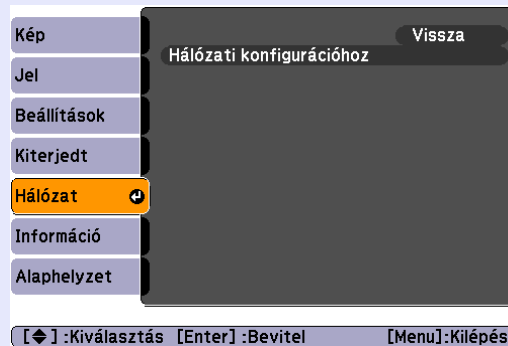 Kép
Jel
Beállítások
Kiterjedt
Hálózat
Információ
Alaphelyzet
Vissza
Hálózati konfigurációhoz
[◆] :Kiválasztás [Enter] :Bevitel [Menu]:Kilépés